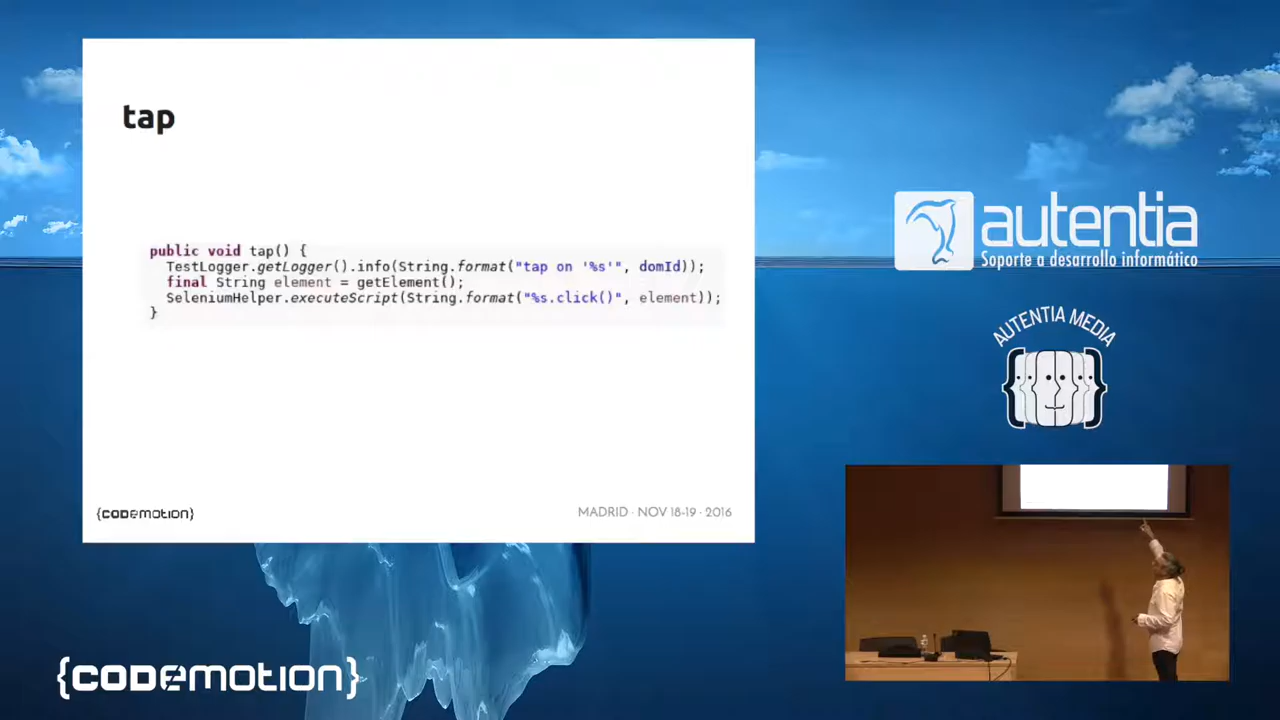 tap
public void tap() {
TestLogger.getLogger().info(String.format("tap on '%s'", domId));
final String element = getElement();
SeleniumHelper.executeScript(String.format("%s.click()", element));
}
{CODEMOTION}
MADRID · NOV 18-19 · 2016
autentia
Soporte a desarrollo informático
AUTENTIA MEDIA
{CODEMOTION}